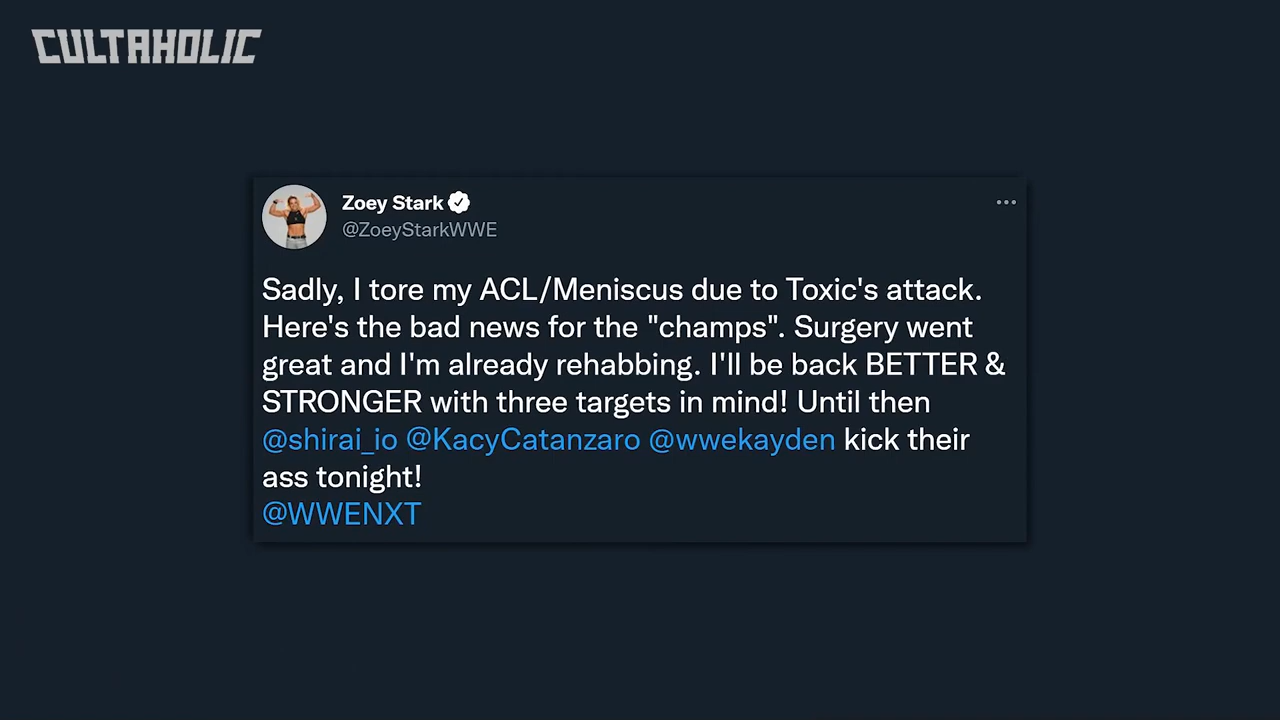 CULTAHOLIC
Zoey Stark
@ZoeyStarkWWE
Sadly, I tore my ACL/Meniscus due to Toxic's attack.
Here's the bad news for the "champs". Surgery went
great and I'm already rehabbing. I'll be back BETTER &
STRONGER with three targets in mind! Until then
@shirai_io @KacyCatanzaro @wwekayden kick their
ass tonight!
@WWENXT